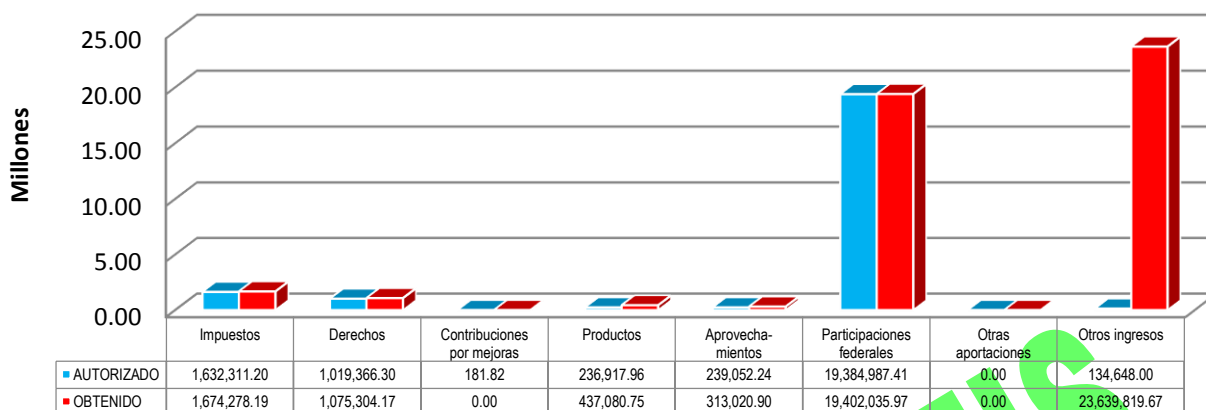 Millones
25.00
20.00
15.00
10.00
5.00
0.00
Impuestos Derechos Contribuciones por mejoras Productos Aprovecha-mientos Participaciones federales Otras aportaciones Otros ingresos
AUTORIZADO 1,632,311.20 1,019,366.30 181.82 236,917.96 239,052.24 19,384,987.41 0.00 134,648.00
OBTENIDO 1,674,278.19 1,075,304.17 0.00 437,080.75 313,020.90 19,402,035.97 0.00 23,639,819.67